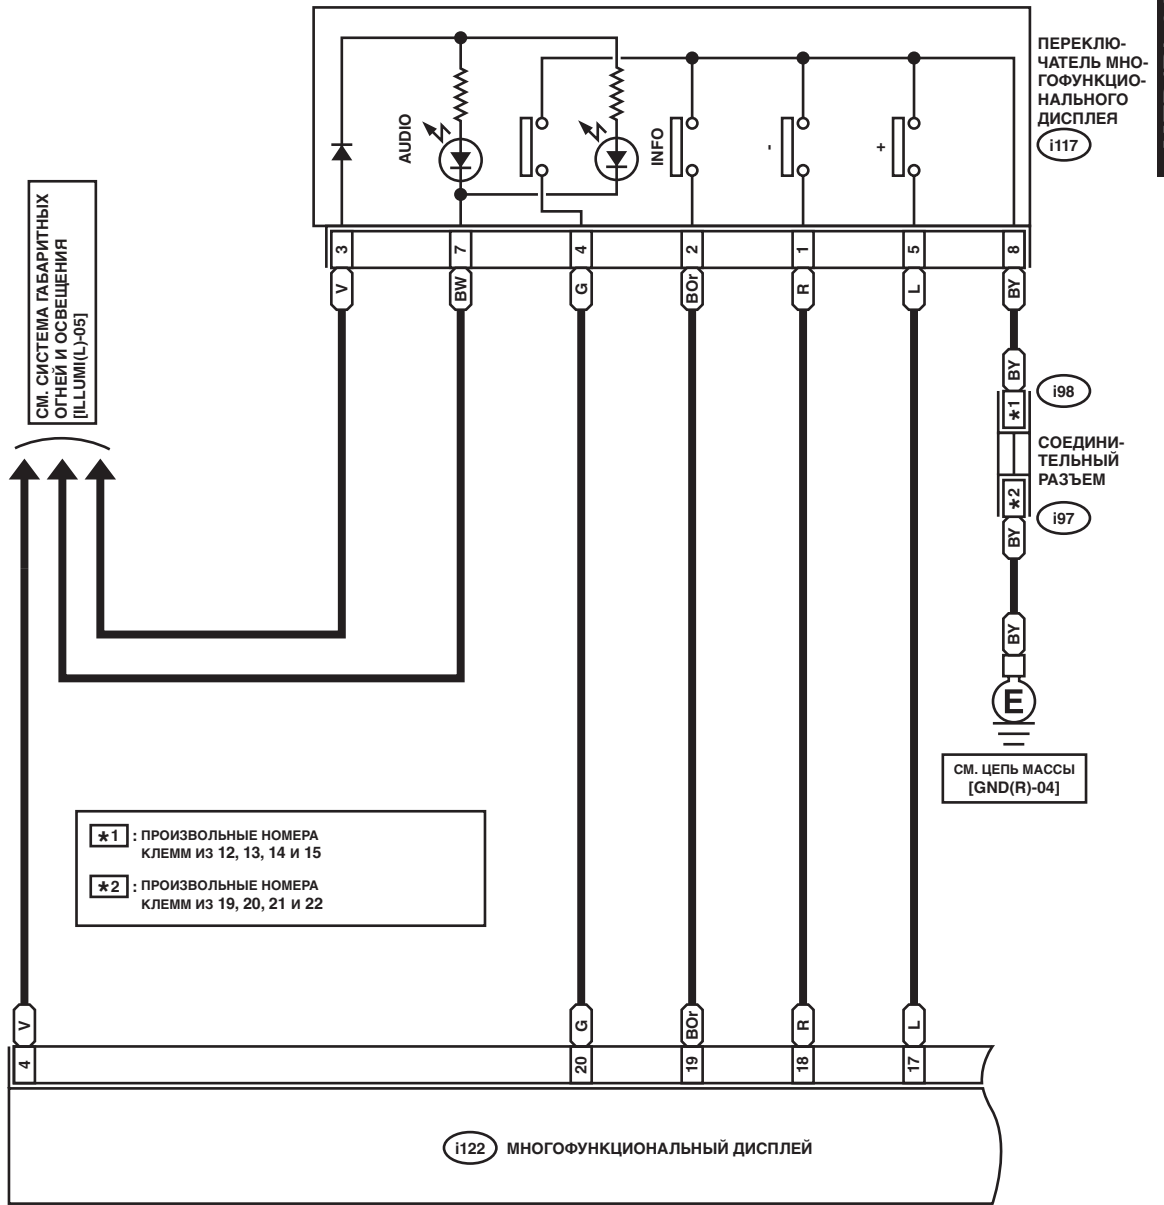 ПЕРЕКЛЮ-
ЧАТЕЛЬ МНО-
ГОФУНКЦИО-
НАЛЬНОГО
ДИСПЛЕЯ
i117
AUDIO
INFO
-
+
3
7
4
2
1
5
8
V
BW
G
BOr
R
L
BY
СМ. СИСТЕМА ГАБАРИТНЫХ
ОГНЕЙ И ОСВЕЩЕНИЯ
[ILLUMI(L)-05]
BY
i98
*1
СОЕДИНИ-
ТЕЛЬНЫЙ
РАЗЪЕМ
*2
i97
BY
BY
E
СМ. ЦЕПЬ МАССЫ
[GND(R)-04]
*1 : ПРОИЗВОЛЬНЫЕ НОМЕРА
КЛЕММ ИЗ 12, 13, 14 И 15
*2 : ПРОИЗВОЛЬНЫЕ НОМЕРА
КЛЕММ ИЗ 19, 20, 21 И 22
V
G
BOr
R
L
4
20
19
18
17
i122 МНОГОФУНКЦИОНАЛЬНЫЙ ДИСПЛЕЙ